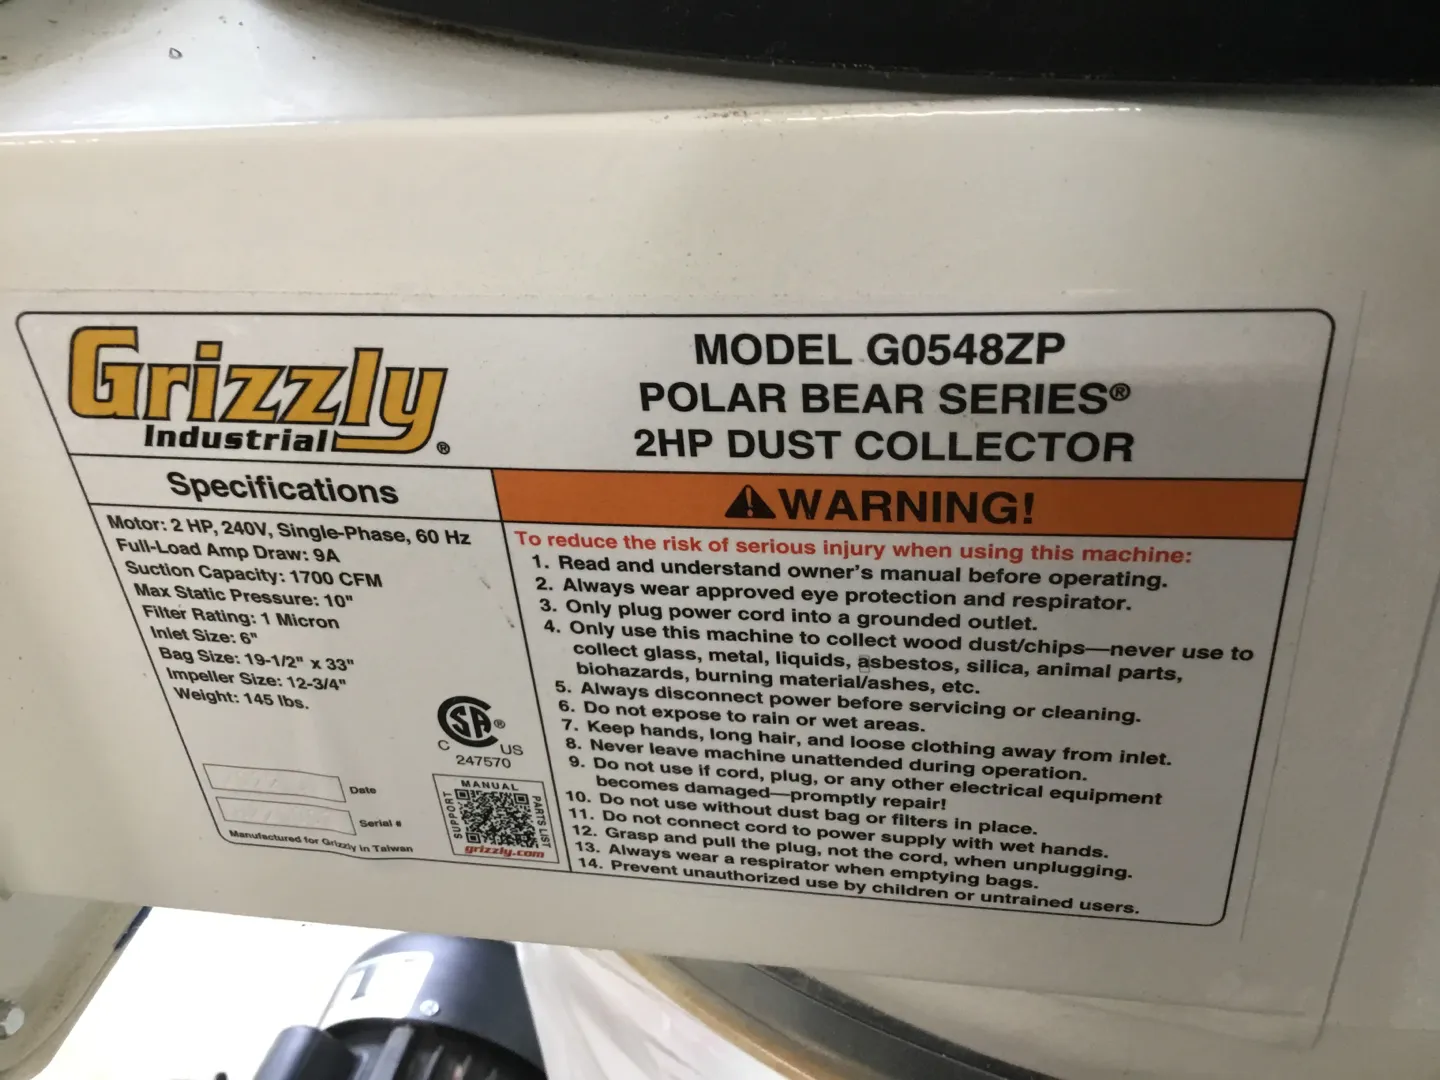 Grizzly
Industrial ®
MODEL G0548ZP
POLAR BEAR SERIES®
2HP DUST COLLECTOR
Specifications
Motor: 2 HP, 240V, Single-Phase, 60 Hz
Full-Load Amp Draw: 9A
Suction Capacity: 1700 CFM
Max Static Pressure: 10"
Filter Rating: 1 Micron
Inlet Size: 6"
Bag Size: 19-1/2" x 33"
Impeller Size: 12-3/4"
Weight: 145 lbs.
CSA®
C US
247570
Date
Serial #
Manufactured for Grizzly in Taiwan
MANUAL
SUPPORT
PARTS LIST
grizzly.com
WARNING!
To reduce the risk of serious injury when using this machine:
1. Read and understand owner's manual before operating.
2. Always wear approved eye protection and respirator.
3. Only plug power cord into a grounded outlet.
4. Only use this machine to collect wood dust/chips—never use to
collect glass, metal, liquids, asbestos, silica, animal parts,
biohazards, burning material/ashes, etc.
5. Always disconnect power before servicing or cleaning.
6. Do not expose to rain or wet areas.
7. Keep hands, long hair, and loose clothing away from inlet.
8. Never leave machine unattended during operation.
9. Do not use if cord, plug, or any other electrical equipment
becomes damaged—promptly repair!
10. Do not use without dust bag or filters in place.
11. Do not connect cord to power supply with wet hands.
12. Grasp and pull the plug, not the cord, when unplugging.
13. Always wear a respirator when emptying bags.
14. Prevent unauthorized use by children or untrained users.